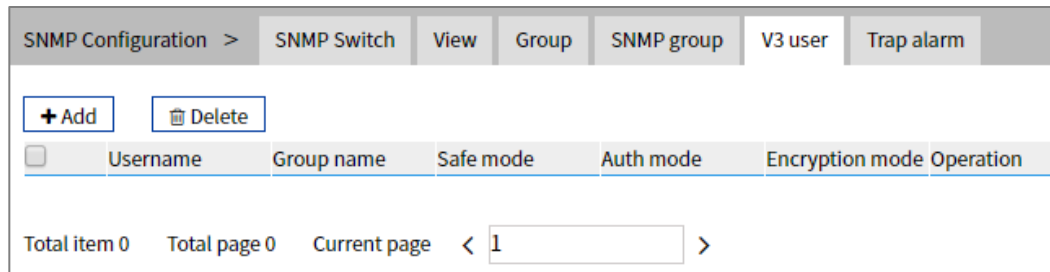 SNMP Configuration > SNMP Switch View Group SNMP group V3 user Trap alarm
+ Add Delete
Username Group name Safe mode Auth mode Encryption mode Operation
Total item 0 Total page 0 Current page < 1 >